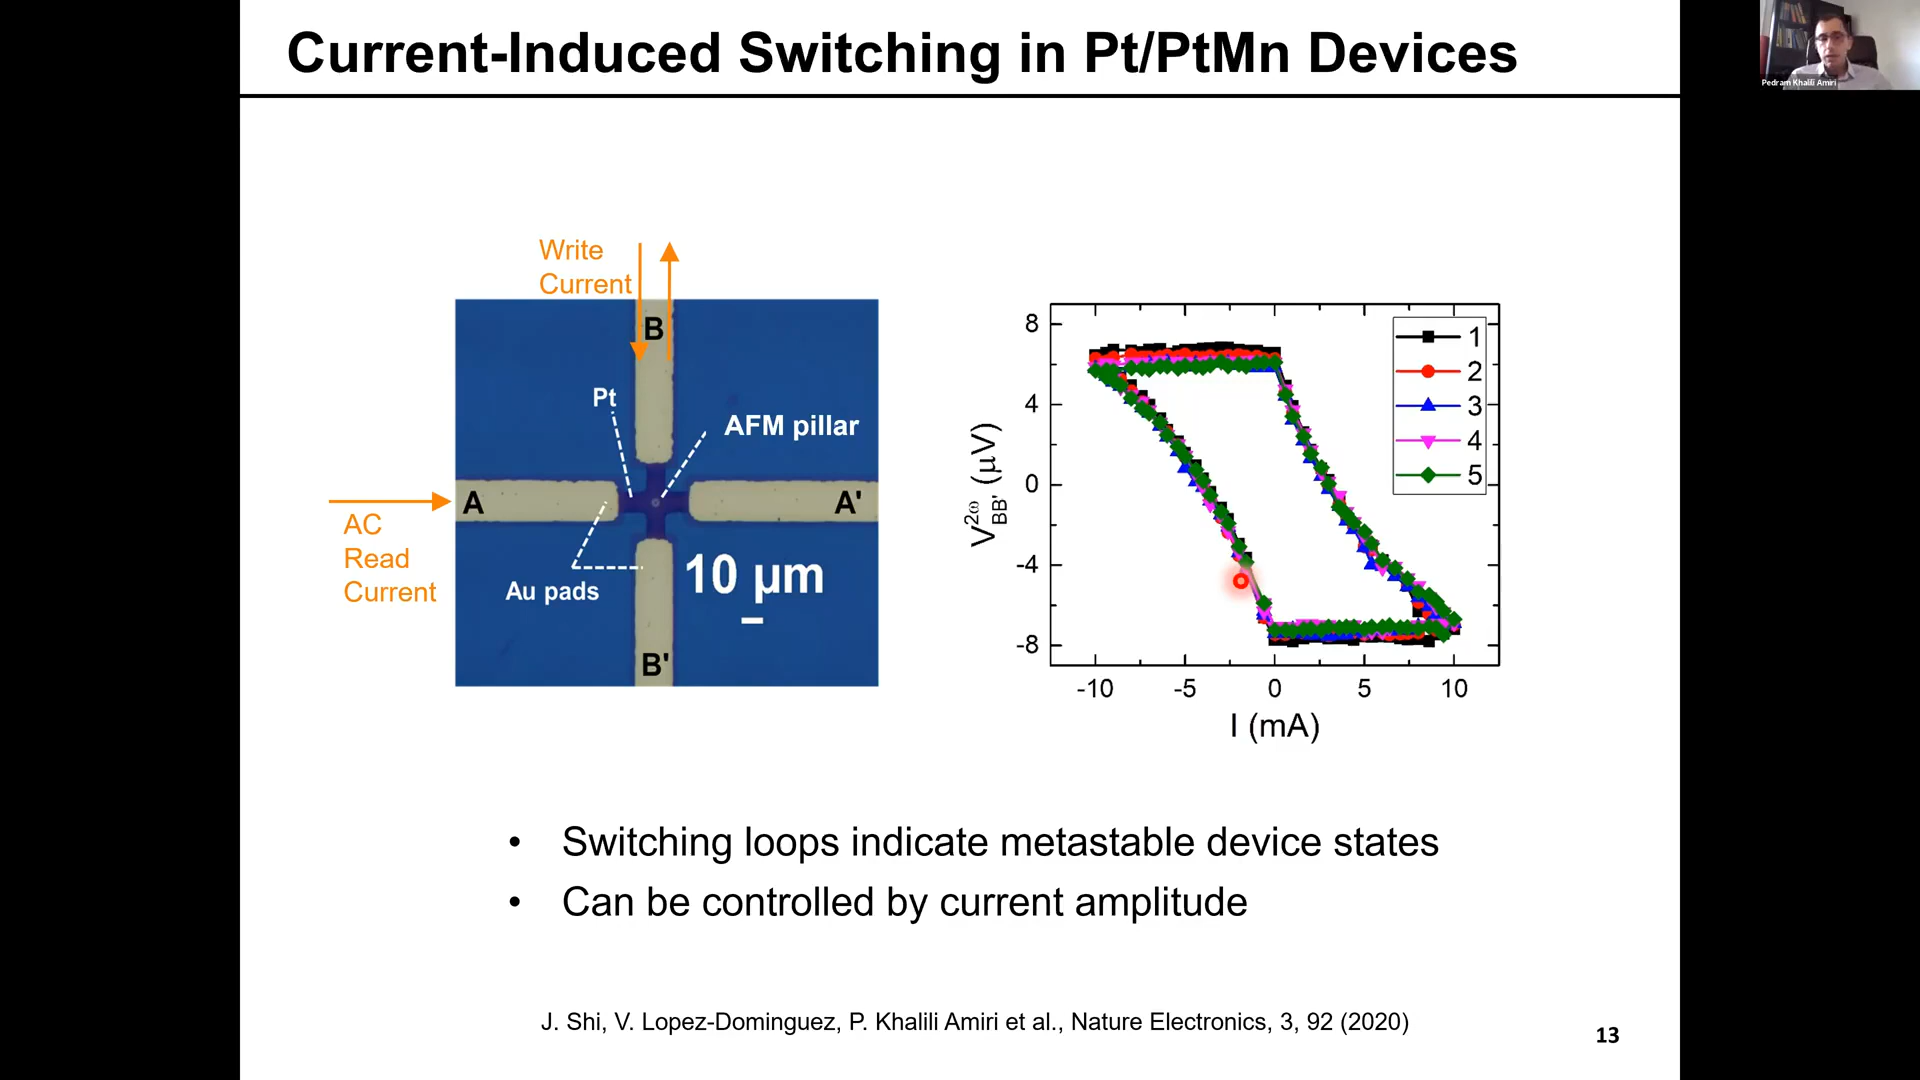 Current-Induced Switching in Pt/PtMn Devices
Pedram Khalili Amiri
Write
Current
B
Pt
AFM pillar
A
A'
AC
Read
Current
Au pads
10 µm
B'
8
4
0
-4
-8
V2ω BB' (µV)
1
2
3
4
5
-10 -5 0 5 10
I (mA)
• Switching loops indicate metastable device states
• Can be controlled by current amplitude
J. Shi, V. Lopez-Dominguez, P. Khalili Amiri et al., Nature Electronics, 3, 92 (2020)
13